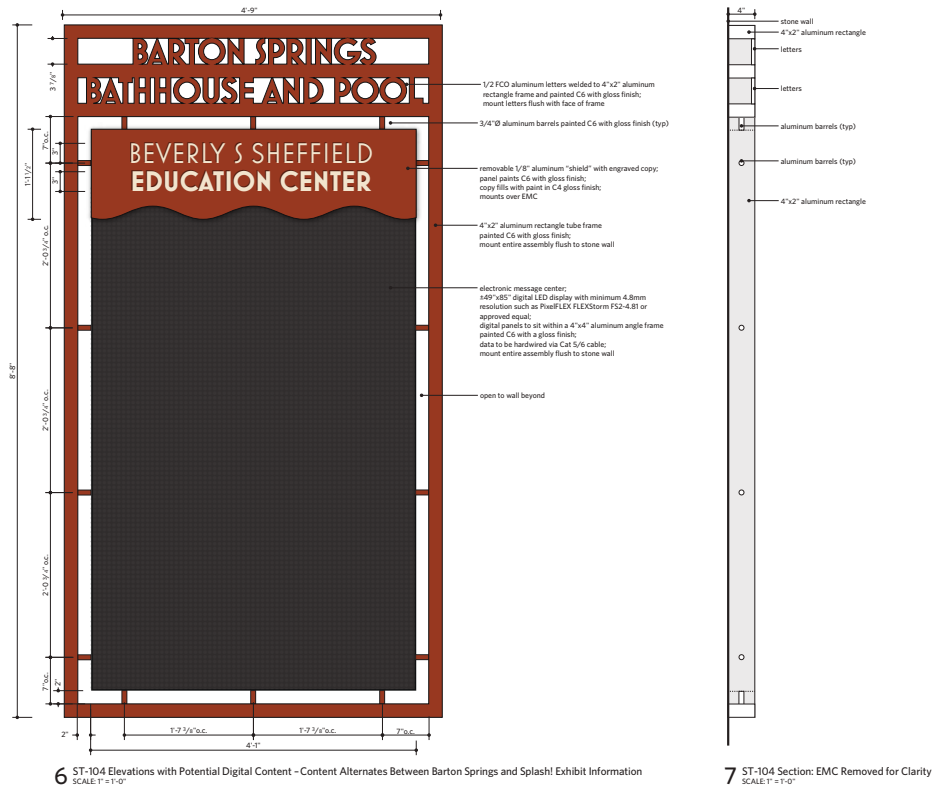 4'-9"
BARTON SPRINGS
BATHHOUSE AND POOL
BEVERLY S SHEFFIELD
EDUCATION CENTER
3 7/8"
7"o.c.
3"
3"
1'-1 1/2"
2'-0 3/4" o.c.
2'-0 3/4" o.c.
2'-0 3/4" o.c.
8'-8"
7"o.c.
2"
2"
1'-7 3/8"o.c.
1'-7 3/8"o.c.
7"o.c.
4'-1"
1/2 FCO aluminum letters welded to 4"x2" aluminum
rectangle frame and painted C6 with gloss finish;
mount letters flush with face of frame
3/4"Ø aluminum barrels painted C6 with gloss finish (typ)
removable 1/8" aluminum "shield" with engraved copy;
panel paints C6 with gloss finish;
copy fills with paint in C4 gloss finish;
mounts over EMC
4"x2" aluminum rectangle tube frame
painted C6 with gloss finish;
mount entire assembly flush to stone wall
electronic message center;
±49"x85" digital LED display with minimum 4.8mm
resolution such as PixelFLEX FLEXStorm FS2-4.81 or
approved equal;
digital panels to sit within a 4"x4" aluminum angle frame
painted C6 with a gloss finish;
data to be hardwired via Cat 5/6 cable;
mount entire assembly flush to stone wall
open to wall beyond
6 ST-104 Elevations with Potential Digital Content – Content Alternates Between Barton Springs and Splash! Exhibit Information
SCALE: 1" = 1'-0"
4"
stone wall
4"x2" aluminum rectangle
letters
letters
aluminum barrels (typ)
aluminum barrels (typ)
4"x2" aluminum rectangle
7 ST-104 Section: EMC Removed for Clarity
SCALE: 1" = 1'-0"